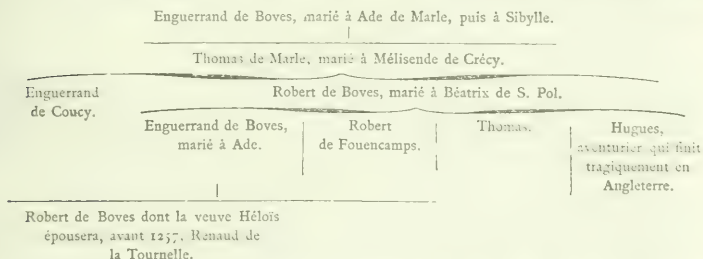 Enguerrand de Boves, marié à Ade de Marle, puis à Sibylle.
Thomas de Marle, marié à Mélisende de Crécy.
Enguerrand
de Coucy.
Robert de Boves, marié à Béatrix de S. Pol.
Enguerrand de Boves,
marié à Ade.
Robert
de Fouencamps.
Thomas.
Hugues,
aventurier qui finit
tragiquement en
Angleterre.
Robert de Boves dont la veuve Héloïs
épousera, avant 1257, Renaud de
la Tournelle.